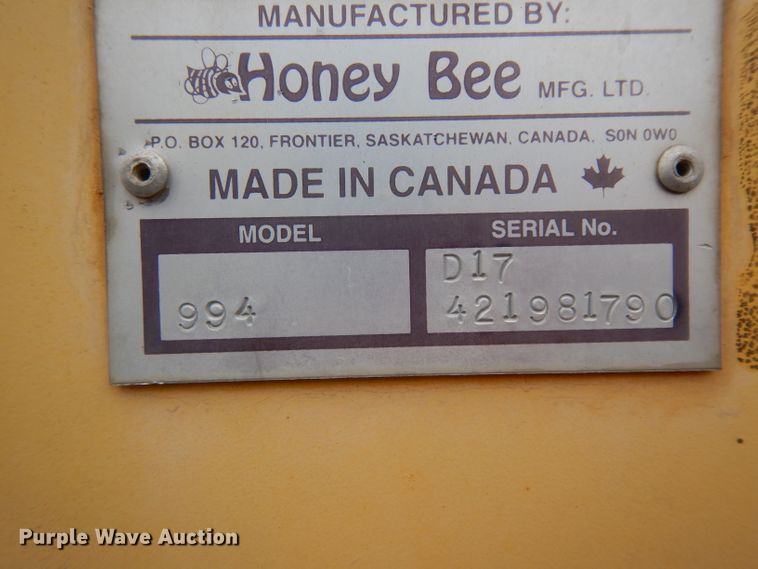 MANUFACTURED BY:
Honey Bee MFG. LTD.
P.O. BOX 120, FRONTIER, SASKATCHEWAN, CANADA, S0N 0W0
MADE IN CANADA
MODEL
994
SERIAL No.
D17
421981790
Purple Wave Auction